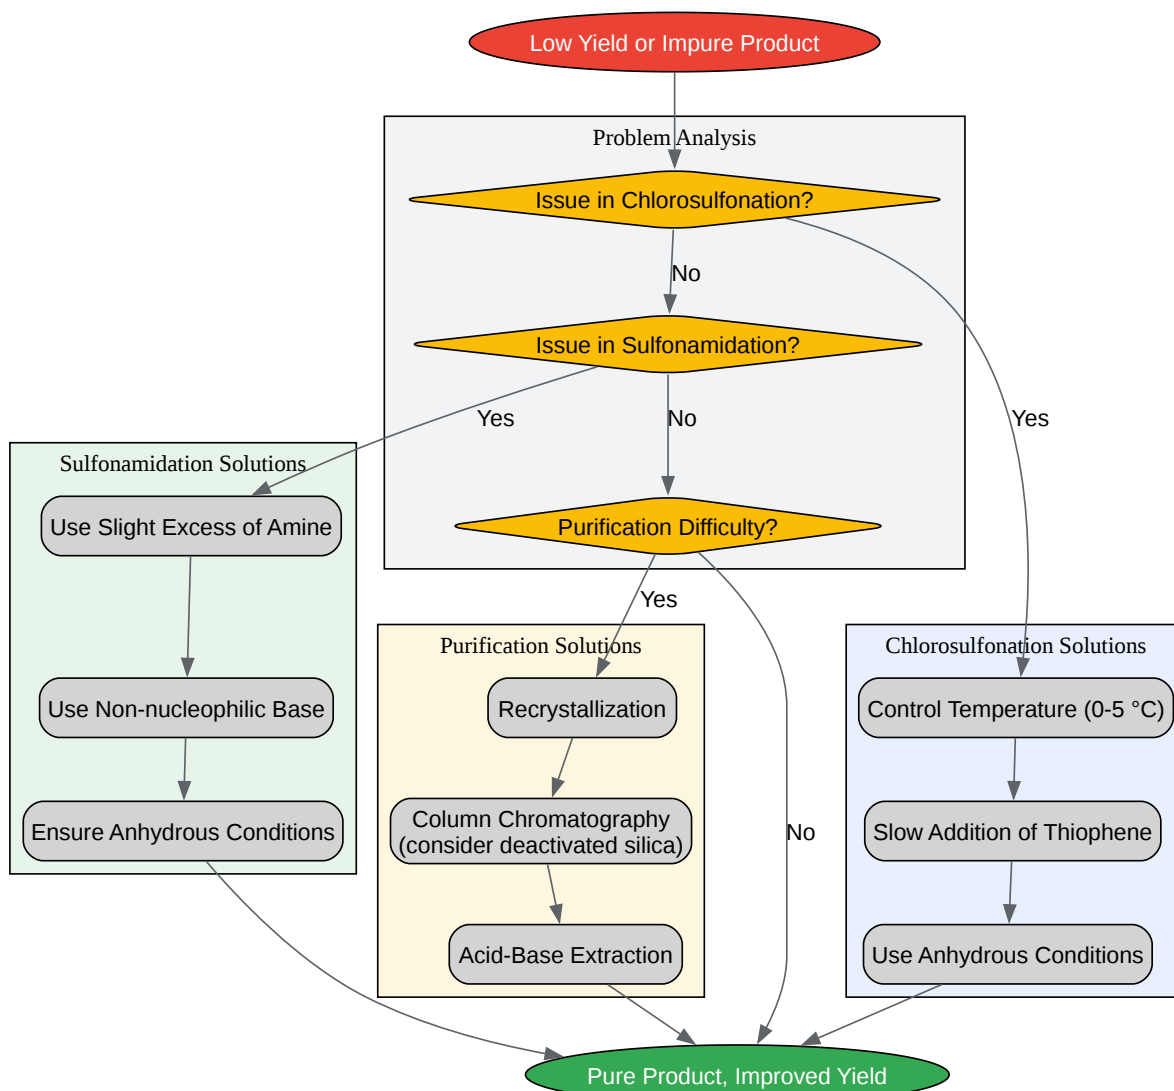 Low Yield or Impure Product
Problem Analysis
Issue in Chlorosulfonation?
No
Issue in Sulfonamidation?
Yes
No
Yes
Sulfonamidation Solutions
Use Slight Excess of Amine
Purification Difficulty?
Yes
Purification Solutions
Chlorosulfonation Solutions
Use Non-nucleophilic Base
Recrystallization
Control Temperature (0-5 °C)
Ensure Anhydrous Conditions
Column Chromatography
(consider deactivated silica)
No
Slow Addition of Thiophene
Acid-Base Extraction
Use Anhydrous Conditions
Pure Product, Improved Yield